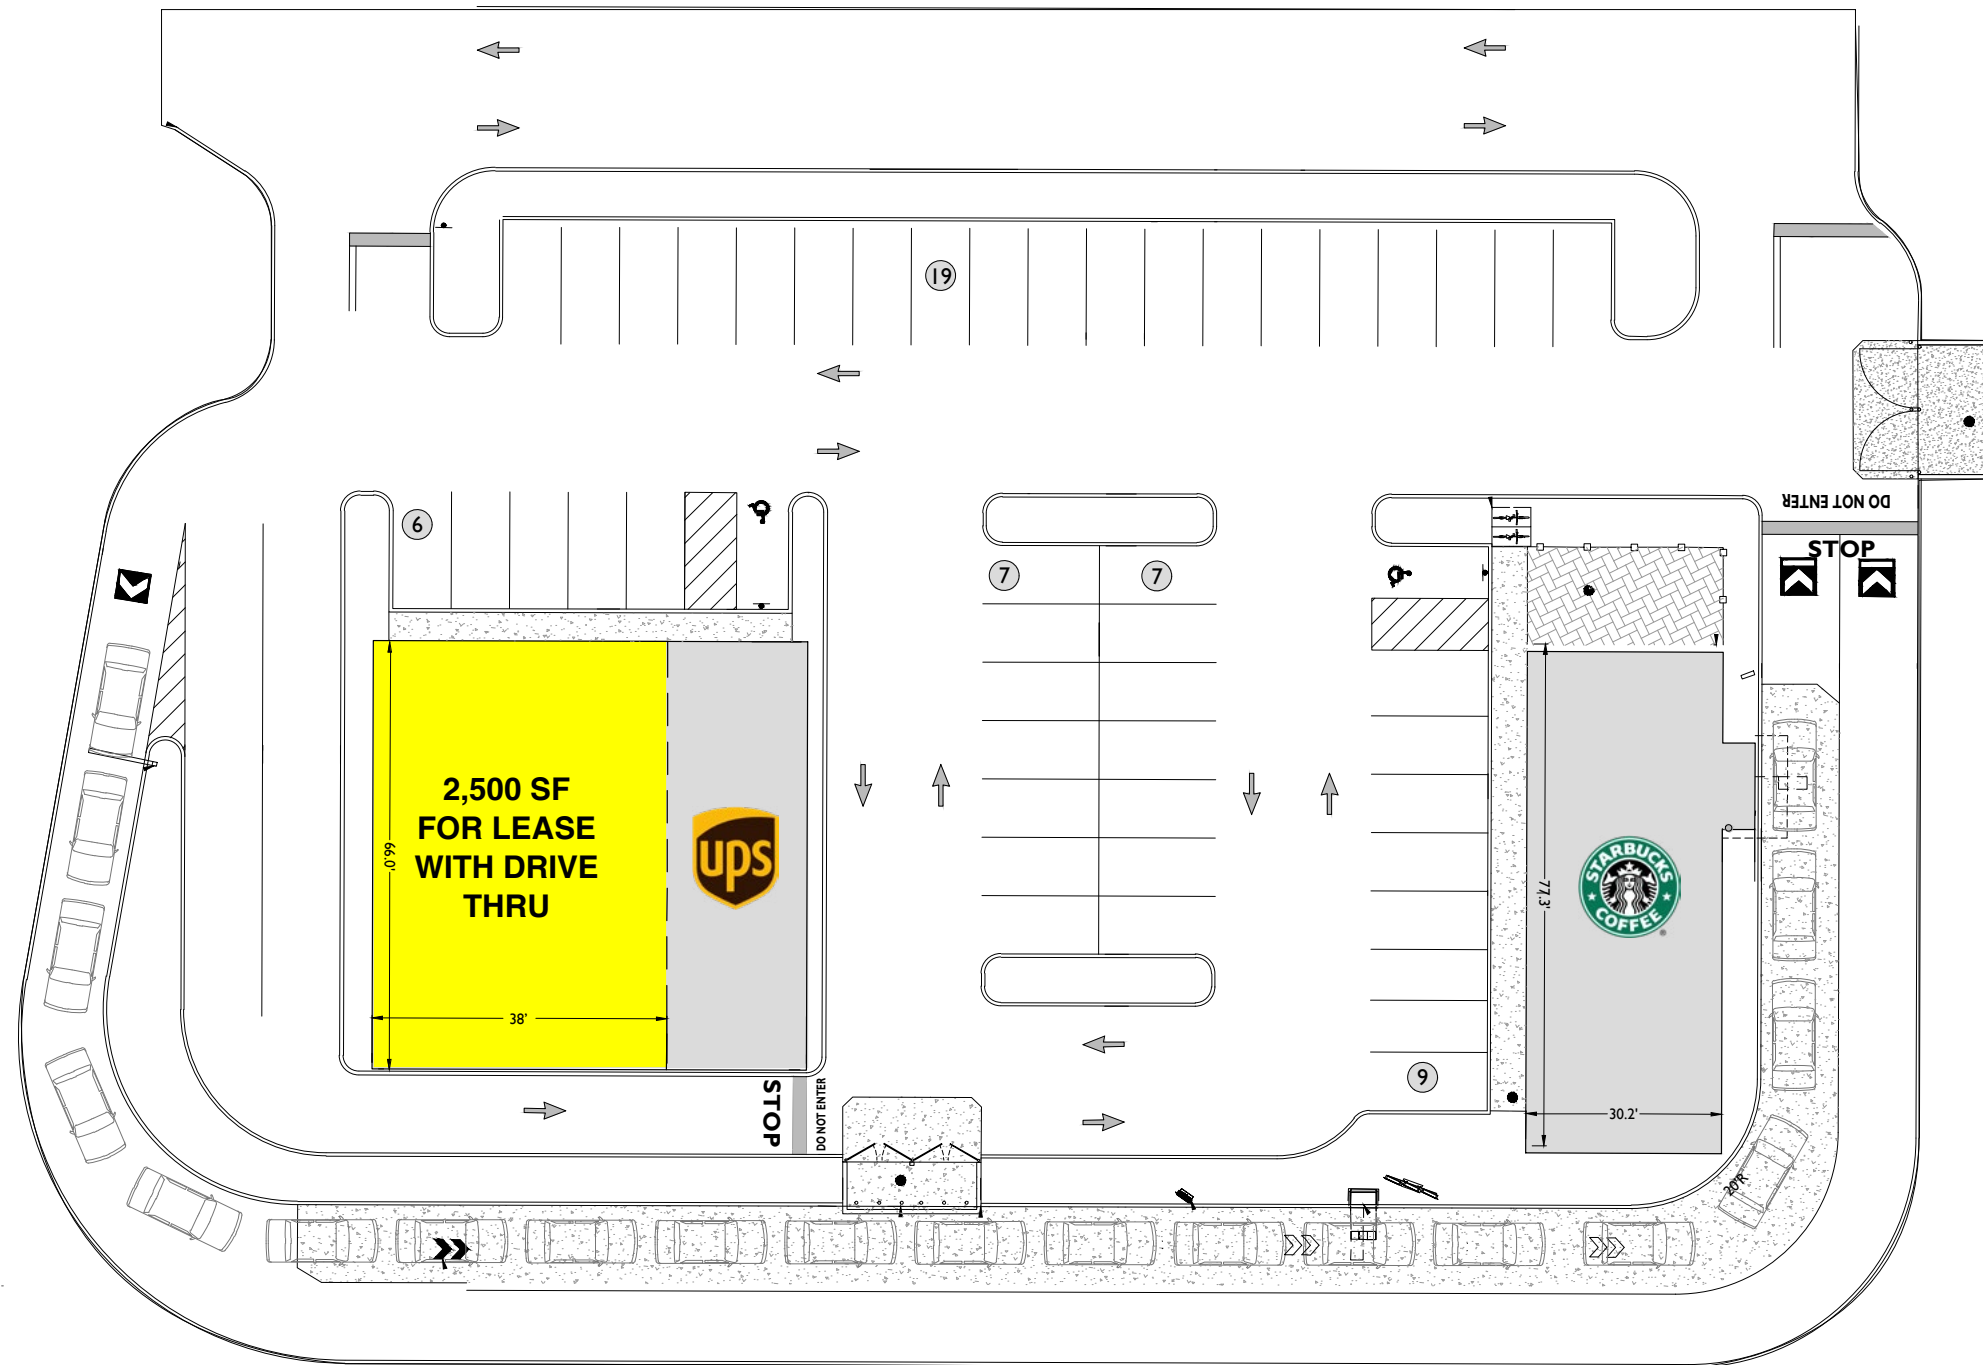 19
DO NOT ENTER
STOP
6
7
7
2,500 SF
FOR LEASE
WITH DRIVE
THRU
66.0'
38'
ups
77.3'
STARBUCKS
COFFEE
®
30.2'
9
STOP
DO NOT ENTER
20'R